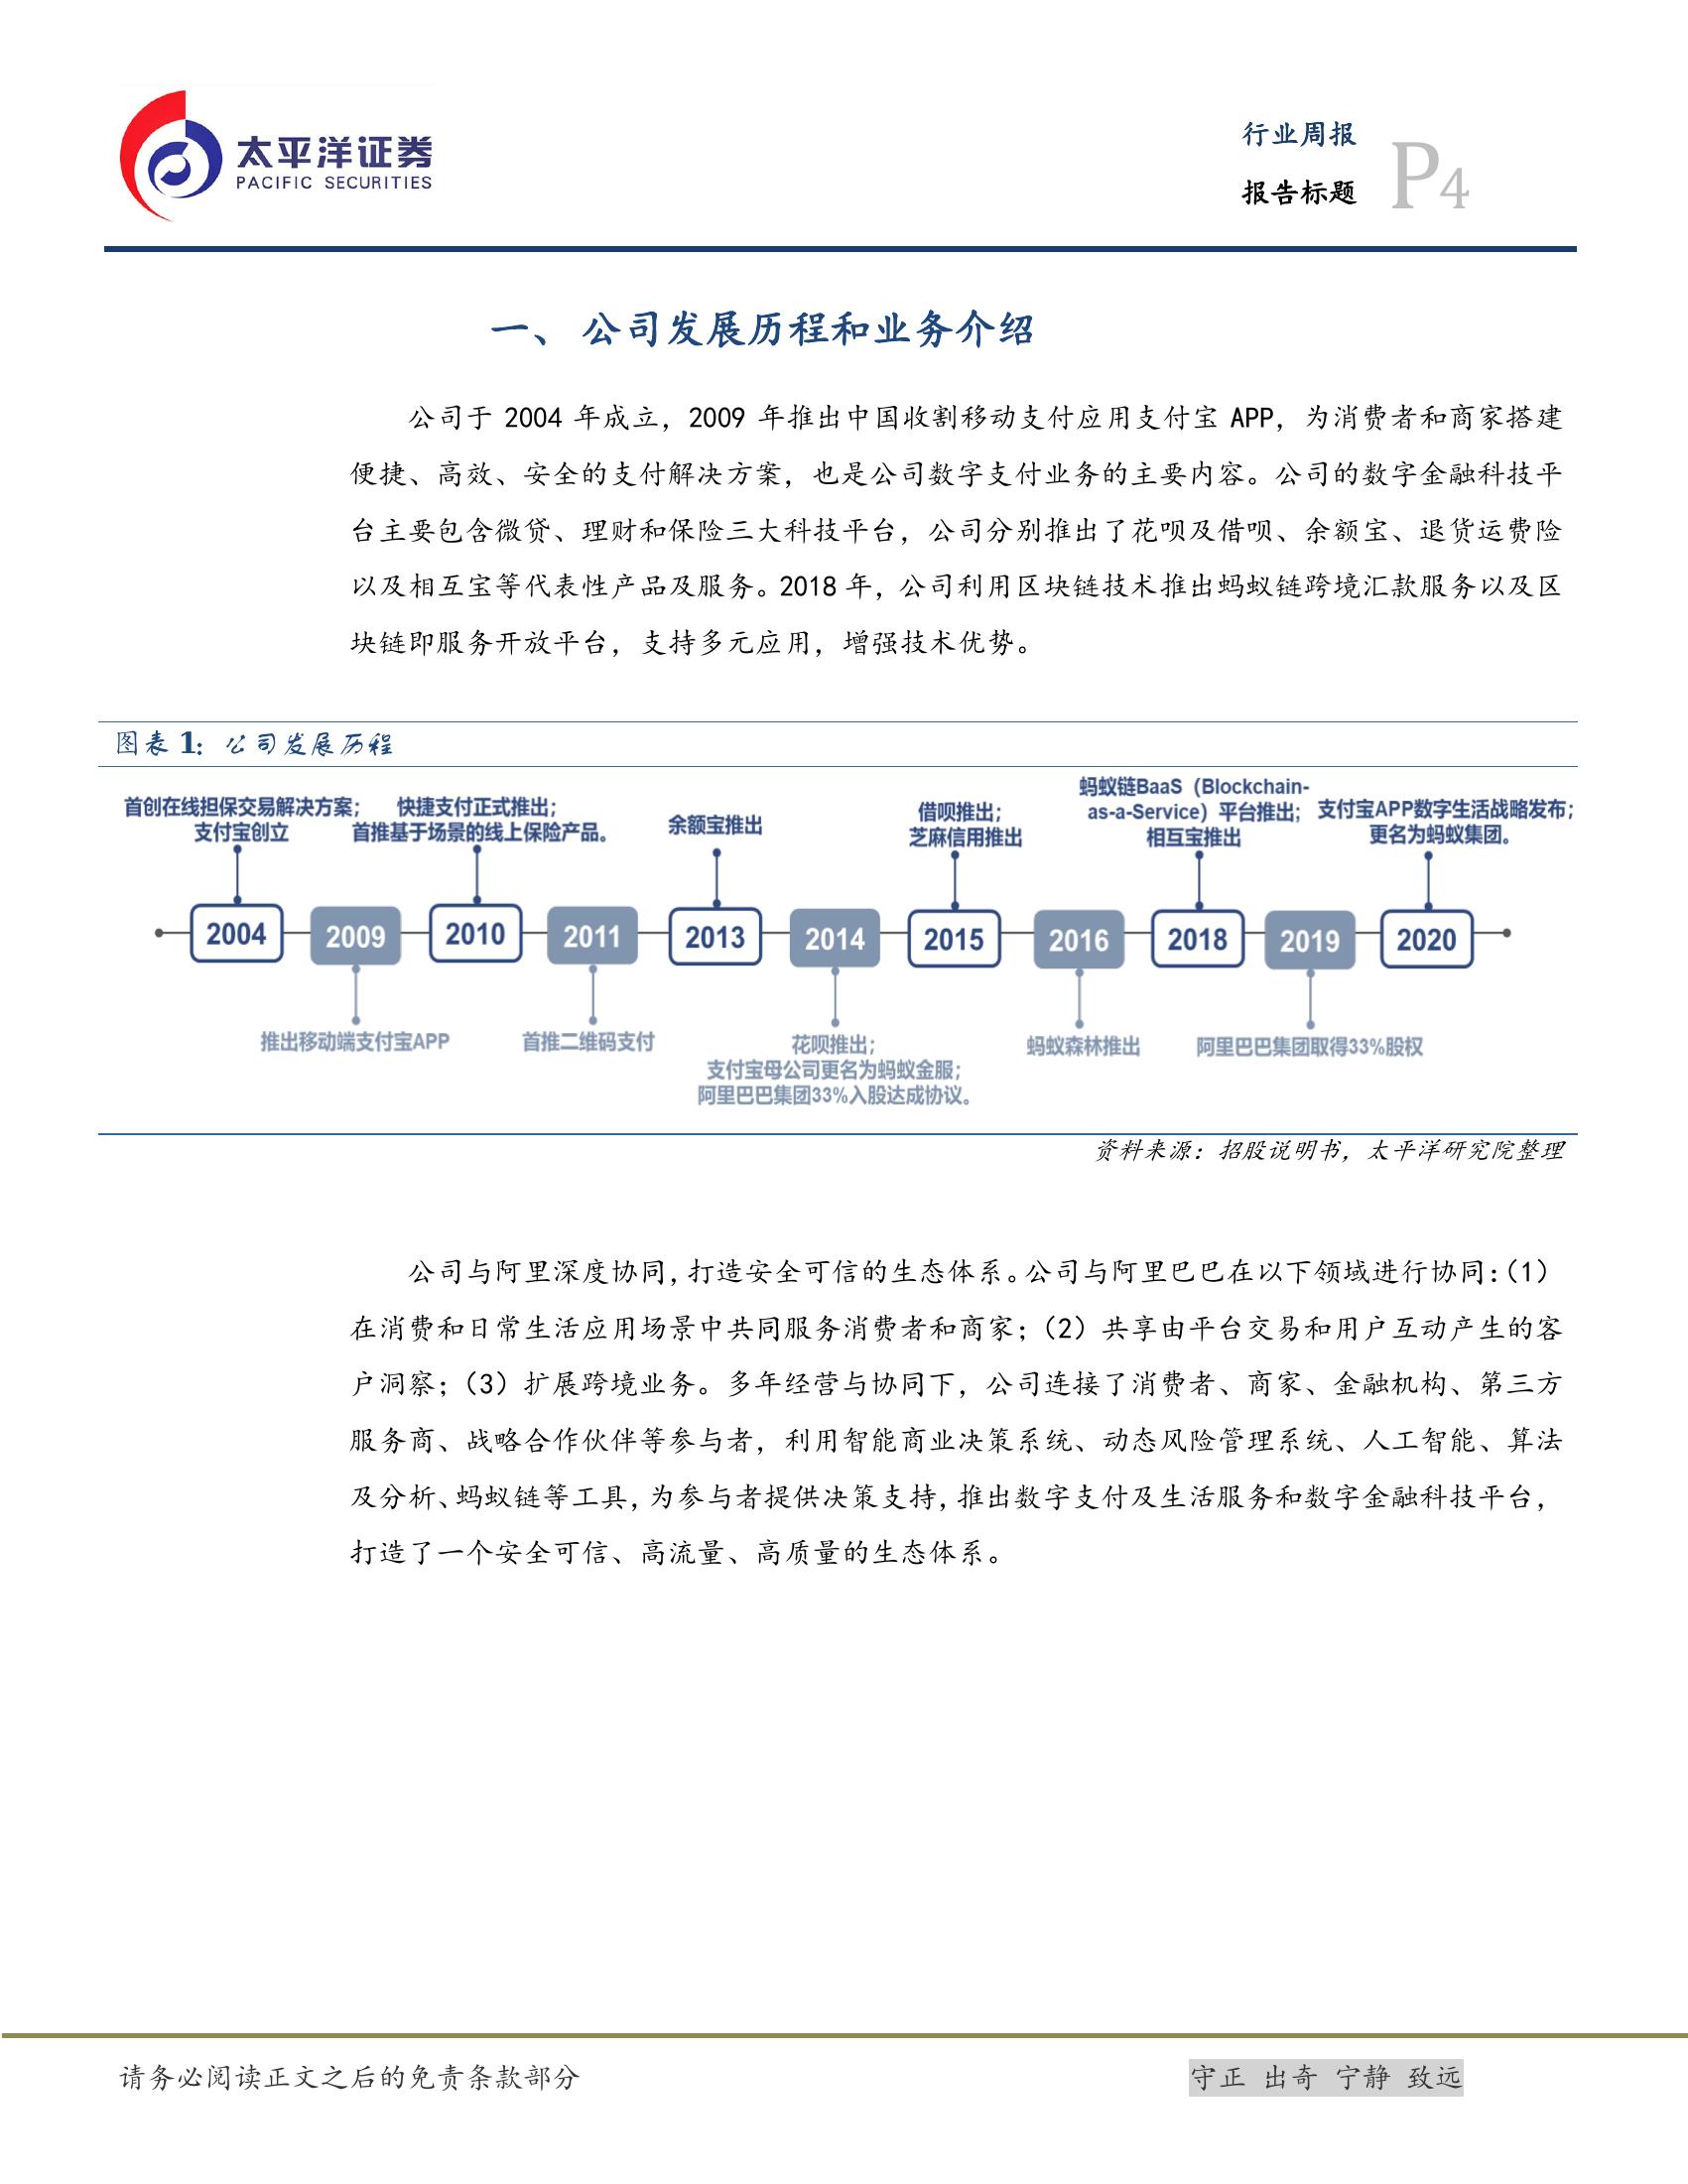 太平洋证券
PACIFIC SECURITIES
行业周报
报告标题
P4
一、 公司发展历程和业务介绍
公司于 2004 年成立，2009 年推出中国收割移动支付应用支付宝 APP，为消费者和商家搭建
便捷、高效、安全的支付解决方案，也是公司数字支付业务的主要内容。公司的数字金融科技平
台主要包含微贷、理财和保险三大科技平台，公司分别推出了花呗及借呗、余额宝、退货运费险
以及相互宝等代表性产品及服务。2018 年，公司利用区块链技术推出蚂蚁链跨境汇款服务以及区
块链即服务开放平台，支持多元应用，增强技术优势。
图表 1：公司发展历程
首创在线担保交易解决方案；
支付宝创立
快捷支付正式推出；
首推基于场景的线上保险产品。
余额宝推出
借呗推出；
芝麻信用推出
蚂蚁链BaaS（Blockchain-
as-a-Service）平台推出；
相互宝推出
支付宝APP数字生活战略发布；
更名为蚂蚁集团。
2004 2009 2010 2011 2013 2014 2015 2016 2018 2019 2020
推出移动端支付宝APP
首推二维码支付
花呗推出；
支付宝母公司更名为蚂蚁金服；
阿里巴巴集团33%入股达成协议。
蚂蚁森林推出
阿里巴巴集团取得33%股权
资料来源：招股说明书，太平洋研究院整理
公司与阿里深度协同，打造安全可信的生态体系。公司与阿里巴巴在以下领域进行协同：（1）
在消费和日常生活应用场景中共同服务消费者和商家；（2）共享由平台交易和用户互动产生的客
户洞察；（3）扩展跨境业务。多年经营与协同下，公司连接了消费者、商家、金融机构、第三方
服务商、战略合作伙伴等参与者，利用智能商业决策系统、动态风险管理系统、人工智能、算法
及分析、蚂蚁链等工具，为参与者提供决策支持，推出数字支付及生活服务和数字金融科技平台，
打造了一个安全可信、高流量、高质量的生态体系。
请务必阅读正文之后的免责条款部分
守正 出奇 宁静 致远